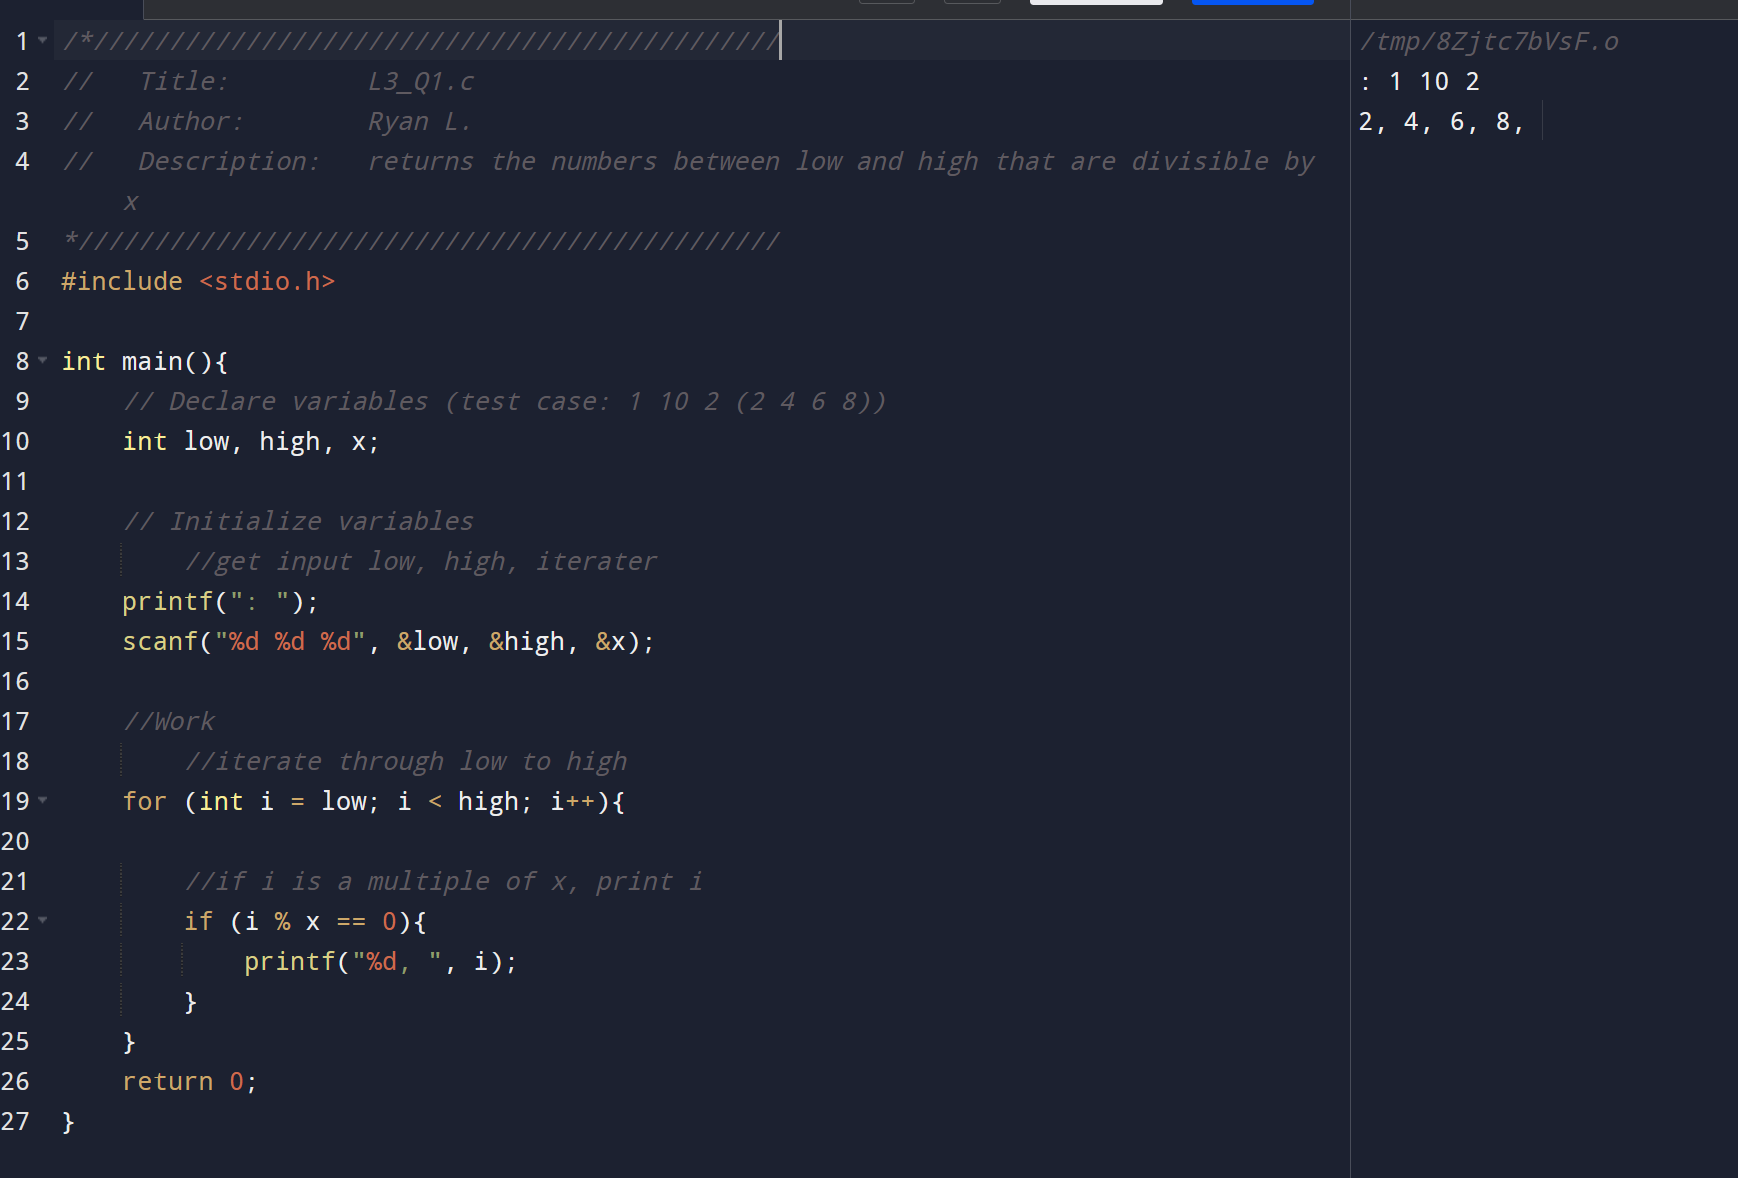 1 /*/////////////////////////////////////////////
2 //   Title:         L3_Q1.c
3 //   Author:        Ryan L.
4 //   Description:   returns the numbers between low and high that are divisible by
x
5 *//////////////////////////////////////////////
6 #include <stdio.h>
7
8 int main(){
9     // Declare variables (test case: 1 10 2 (2 4 6 8))
10     int low, high, x;
11
12     // Initialize variables
13         //get input low, high, iterater
14     printf(": ");
15     scanf("%d %d %d", &low, &high, &x);
16
17     //Work
18         //iterate through low to high
19     for (int i = low; i < high; i++){
20
21         //if i is a multiple of x, print i
22         if (i % x == 0){
23             printf("%d, ", i);
24         }
25     }
26     return 0;
27 }
/tmp/8Zjtc7bVsF.o
: 1 10 2
2, 4, 6, 8,